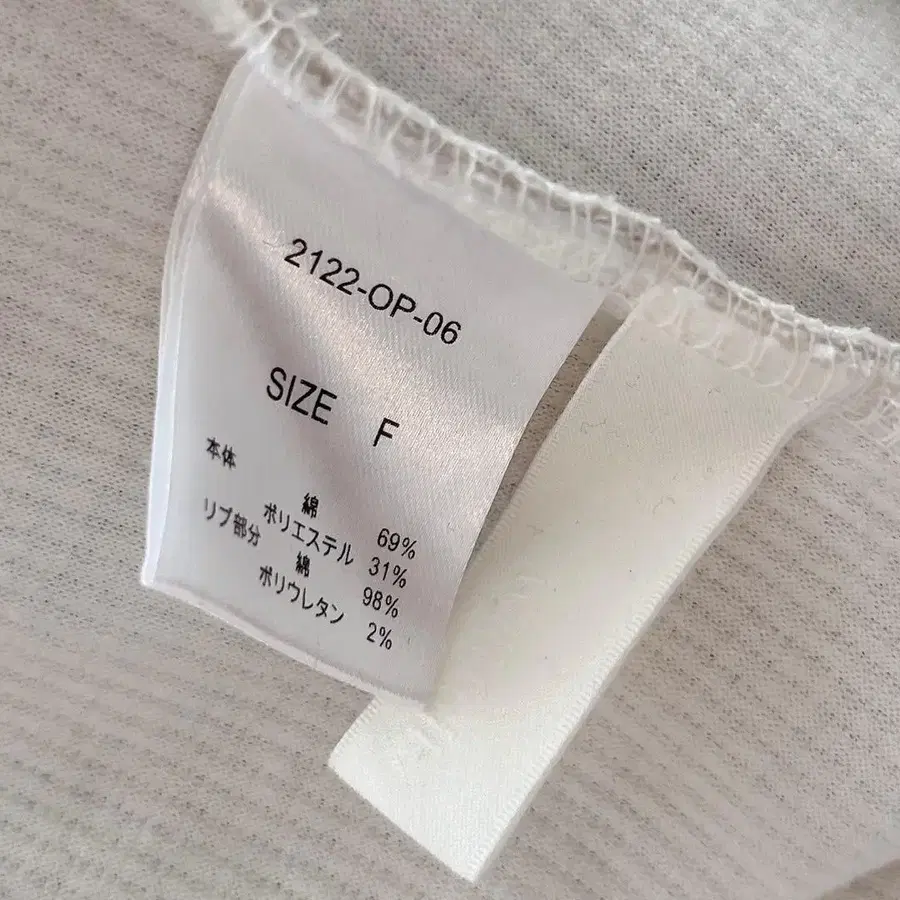 2122-OP-06
SIZE F
本体
綿 69%
ポリエステル 31%
リブ部分
綿 98%
ポリウレタン 2%